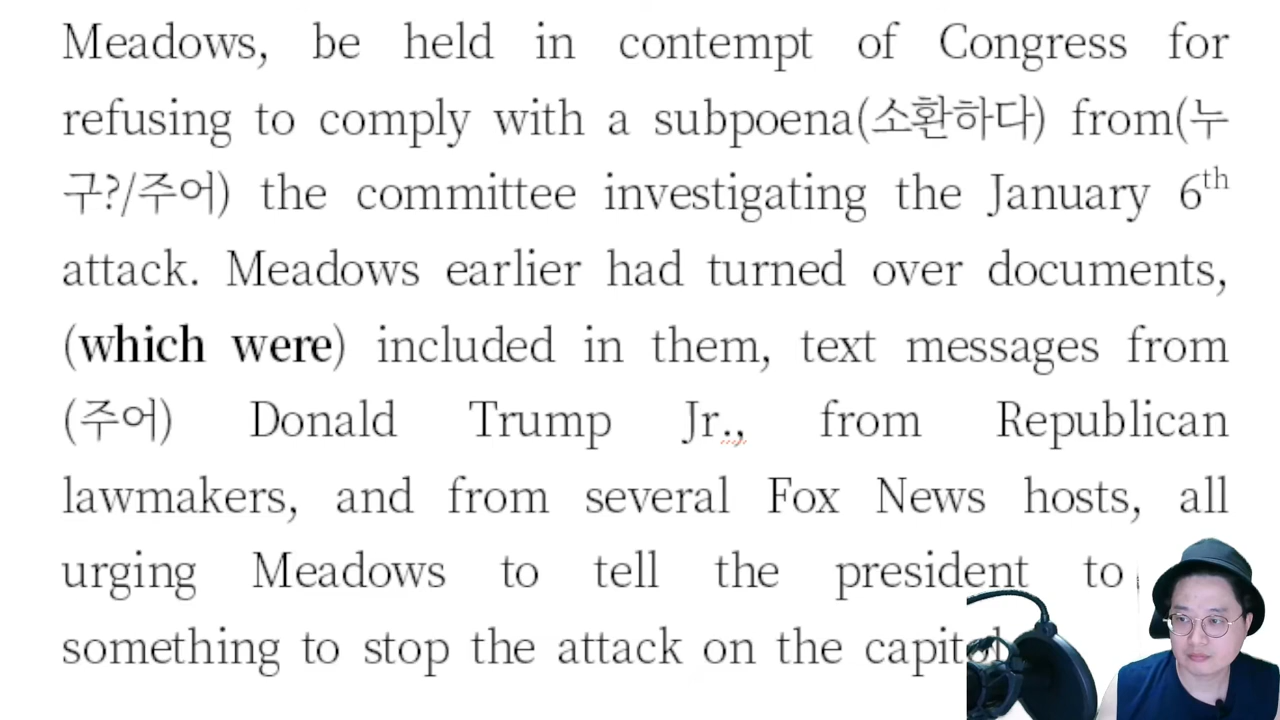 Meadows, be held in contempt of Congress for
refusing to comply with a subpoena(소환하다) from(누
구?/주어) the committee investigating the January 6th
attack. Meadows earlier had turned over documents,
(which were) included in them, text messages from
(주어) Donald Trump Jr., from Republican
lawmakers, and from several Fox News hosts, all
urging Meadows to tell the president to
something to stop the attack on the capitol